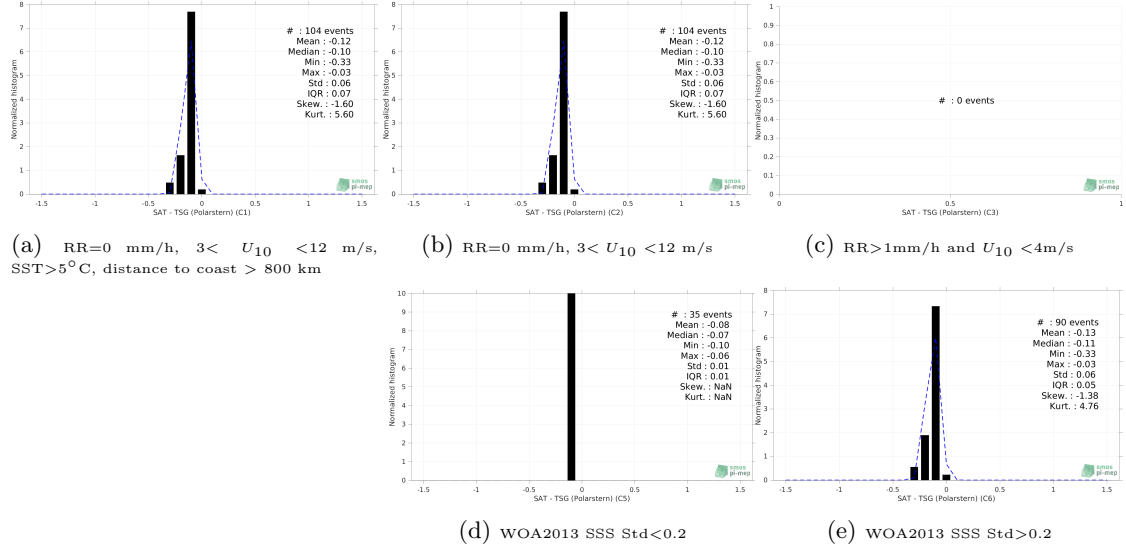 8
7
6
5
4
3
2
1
0
Normalized histogram
# : 104 events
Mean : -0.12
Median : -0.10
Min : -0.33
Max : -0.03
Std : 0.06
IQR : 0.07
Skew. : -1.60
Kurt. : 5.60
smos
pi-mep
-1.5 -1 -0.5 0 0.5 1 1.5
SAT - TSG (Polarstern) (C1)
(a) RR=0 mm/h, 3< U10 <12 m/s,
SST>5°C, distance to coast > 800 km
8
7
6
5
4
3
2
1
0
Normalized histogram
# : 104 events
Mean : -0.12
Median : -0.10
Min : -0.33
Max : -0.03
Std : 0.06
IQR : 0.07
Skew. : -1.60
Kurt. : 5.60
smos
pi-mep
-1.5 -1 -0.5 0 0.5 1 1.5
SAT - TSG (Polarstern) (C2)
(b) RR=0 mm/h, 3< U10 <12 m/s
1
0.9
0.8
0.7
0.6
0.5
0.4
0.3
0.2
0.1
0
Normalized histogram
# : 0 events
smos
pi-mep
0 0.5 1
SAT - TSG (Polarstern) (C3)
(c) RR>1mm/h and U10 <4m/s
10
9
8
7
6
5
4
3
2
1
0
Normalized histogram
# : 35 events
Mean : -0.08
Median : -0.07
Min : -0.10
Max : -0.06
Std : 0.01
IQR : 0.01
Skew. : NaN
Kurt. : NaN
smos
pi-mep
-1.5 -1 -0.5 0 0.5 1 1.5
SAT - TSG (Polarstern) (C5)
(d) WOA2013 SSS Std<0.2
8
7
6
5
4
3
2
1
0
Normalized histogram
# : 90 events
Mean : -0.13
Median : -0.11
Min : -0.33
Max : -0.03
Std : 0.06
IQR : 0.05
Skew. : -1.38
Kurt. : 4.76
smos
pi-mep
-1.5 -1 -0.5 0 0.5 1 1.5
SAT - TSG (Polarstern) (C6)
(e) WOA2013 SSS Std>0.2